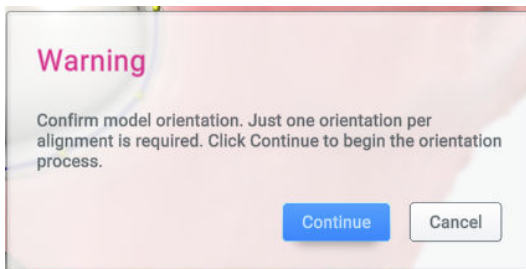 Warning
Confirm model orientation. Just one orientation per
alignment is required. Click Continue to begin the orientation
process.
Continue
Cancel